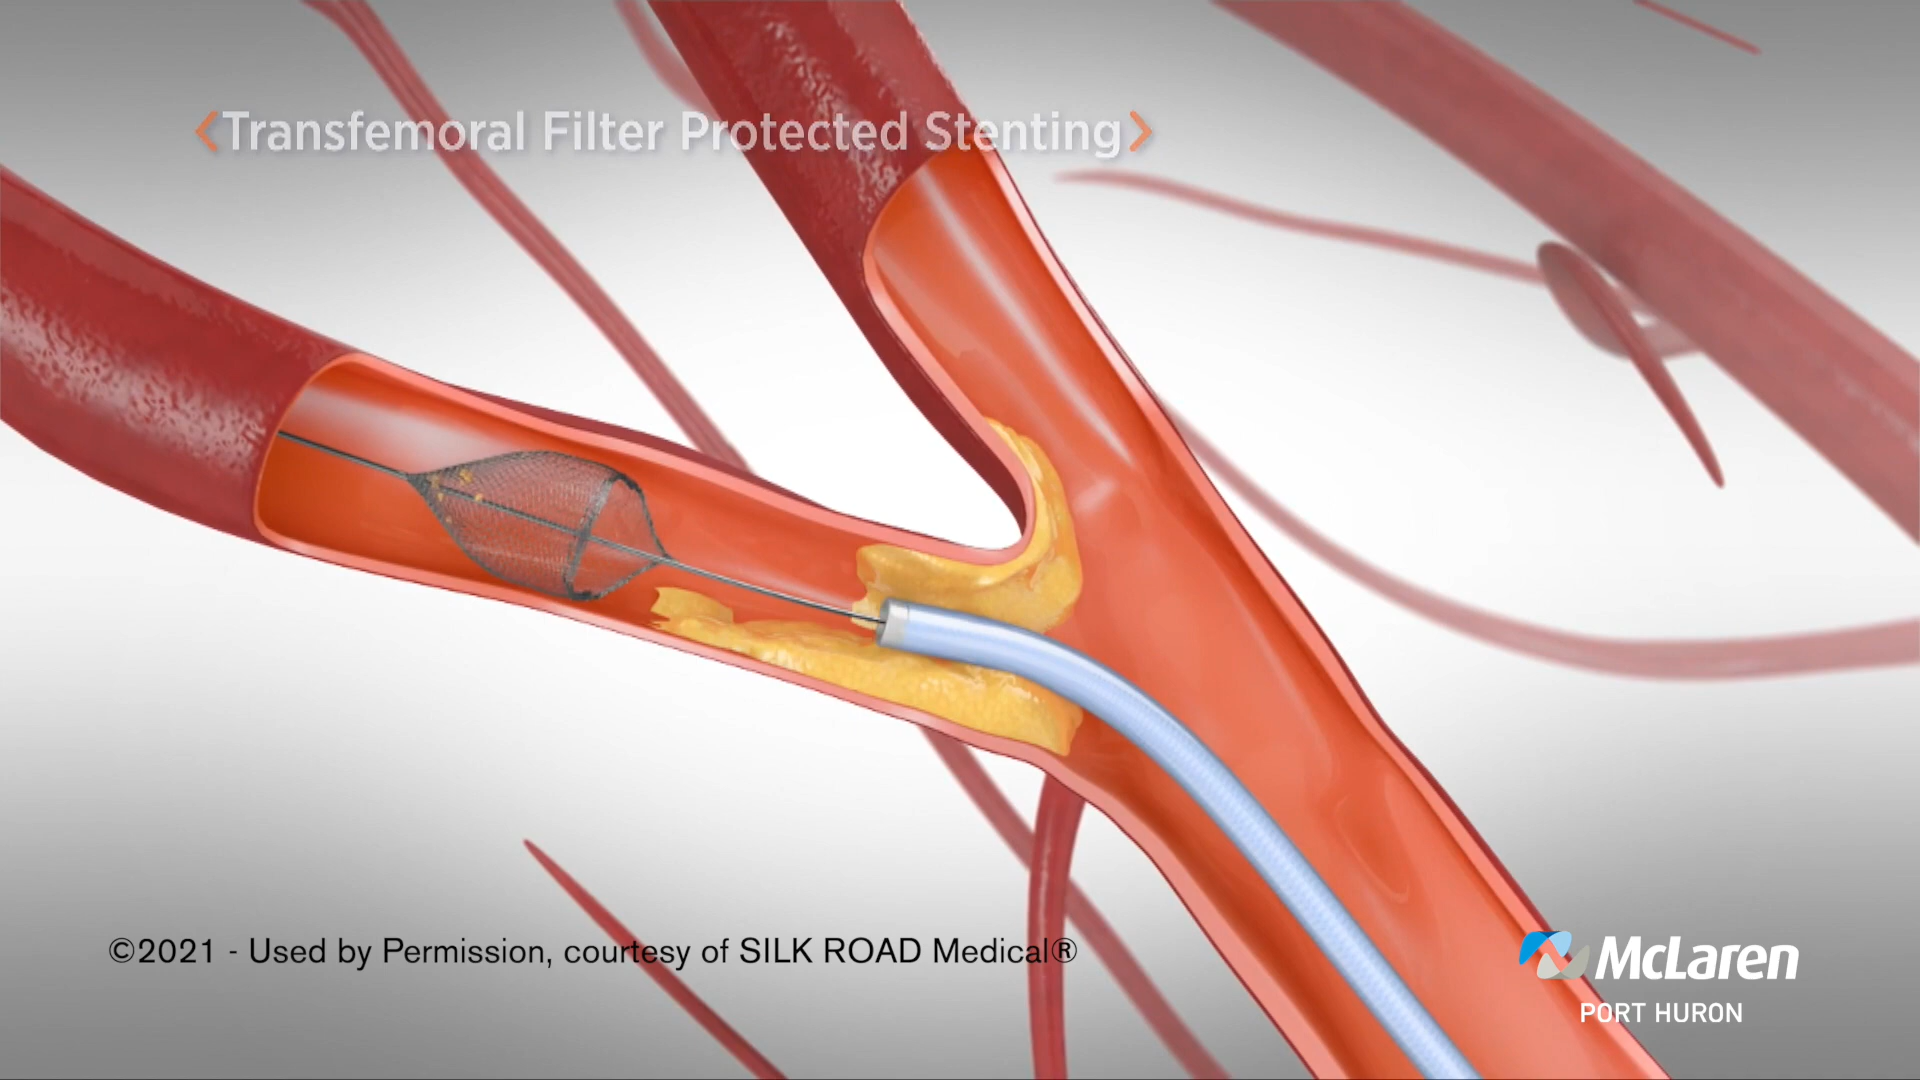 <Transfemoral Filter Protected Stenting>
©2021 - Used by Permission, courtesy of SILK ROAD Medical®
McLaren
PORT HURON